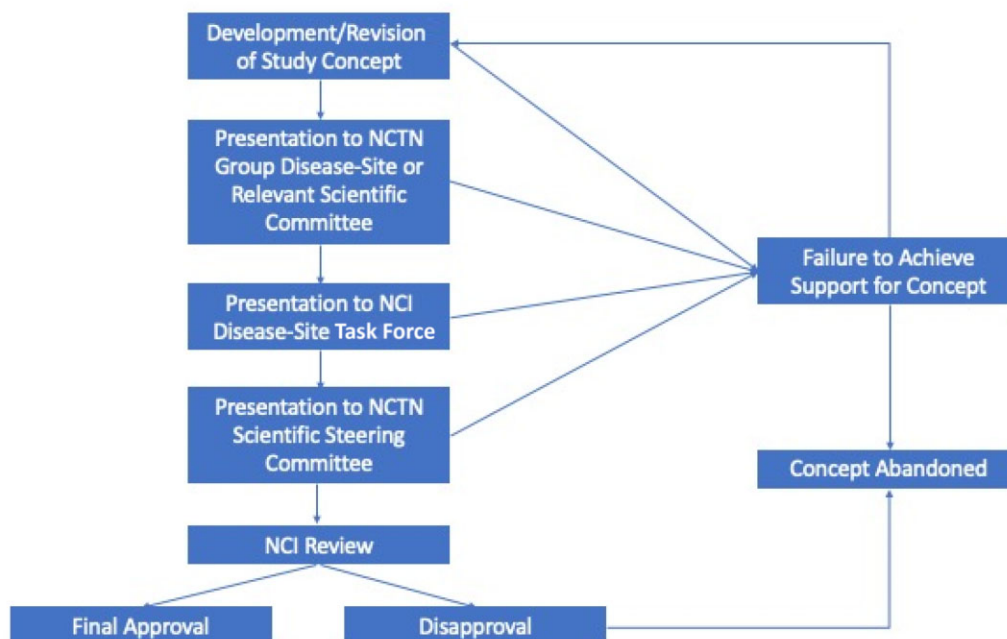 Development/Revision
of Study Concept
Presentation to NCTN
Group Disease-Site or
Relevant Scientific
Committee
Failure to Achieve
Support for Concept
Presentation to NCI
Disease-Site Task Force
Presentation to NCTN
Scientific Steering
Committee
Concept Abandoned
NCI Review
Final Approval
Disapproval